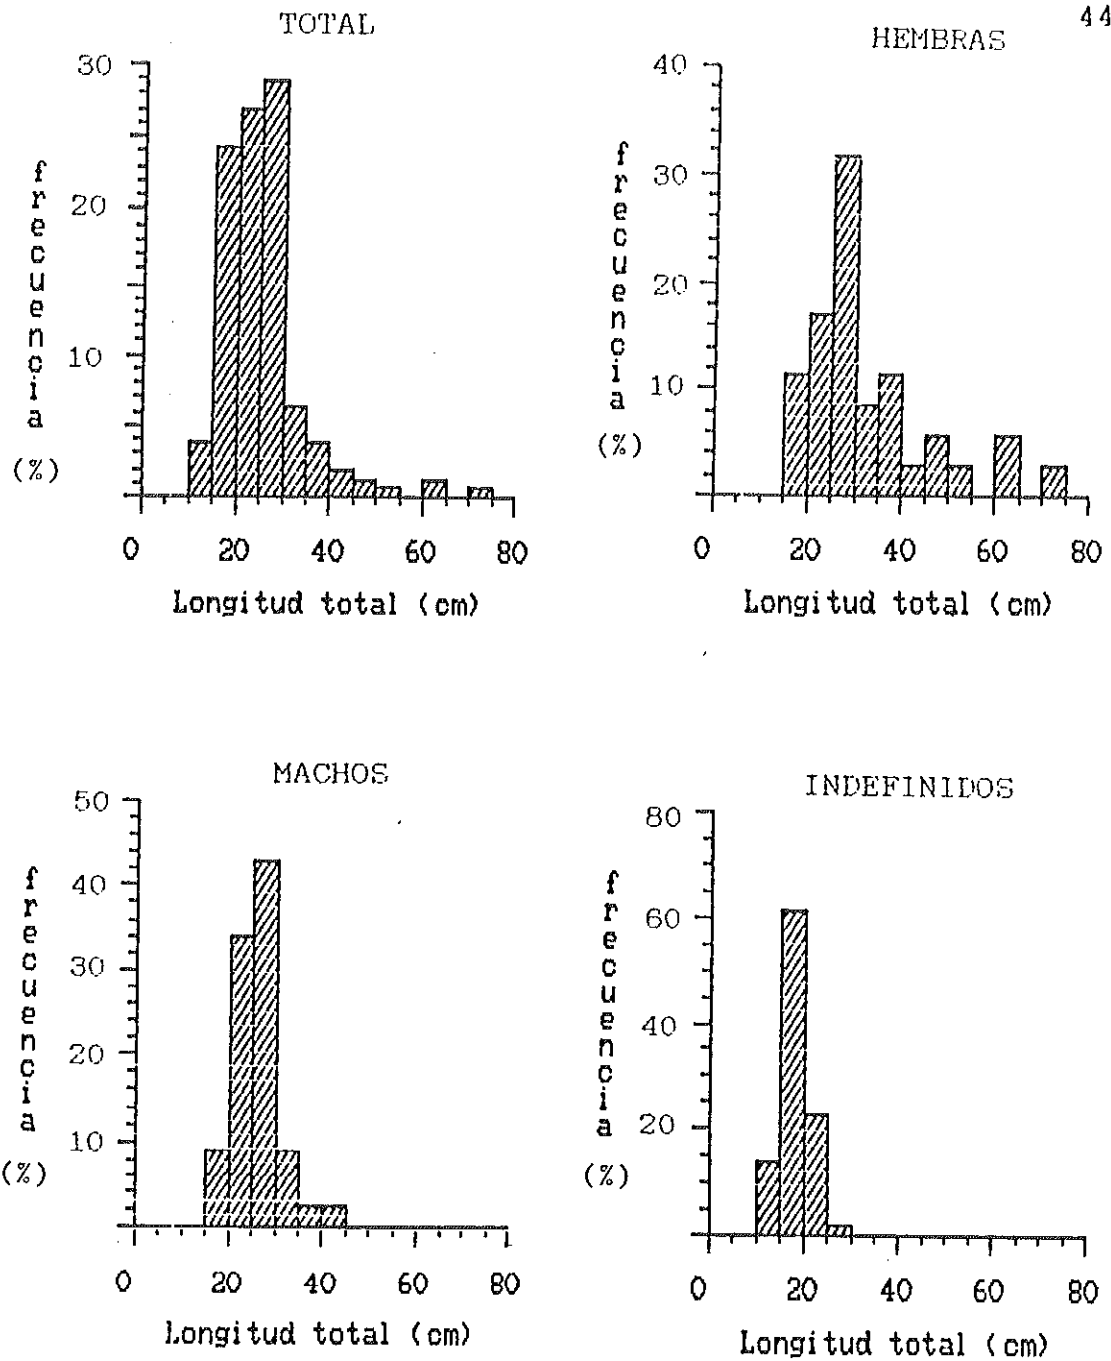 44
TOTAL
30
20
10
frecuencia
(%)
0 20 40 60 80
Longitud total (cm)
HEMBRAS
40
30
20
10
frecuencia
(%)
0 20 40 60 80
Longitud total (cm)
MACHOS
50
40
30
20
10
frecuencia
(%)
0 20 40 60 80
Longitud total (cm)
INDEFINIDOS
80
60
40
20
frecuencia
(%)
0 20 40 60 80
Longitud total (cm)